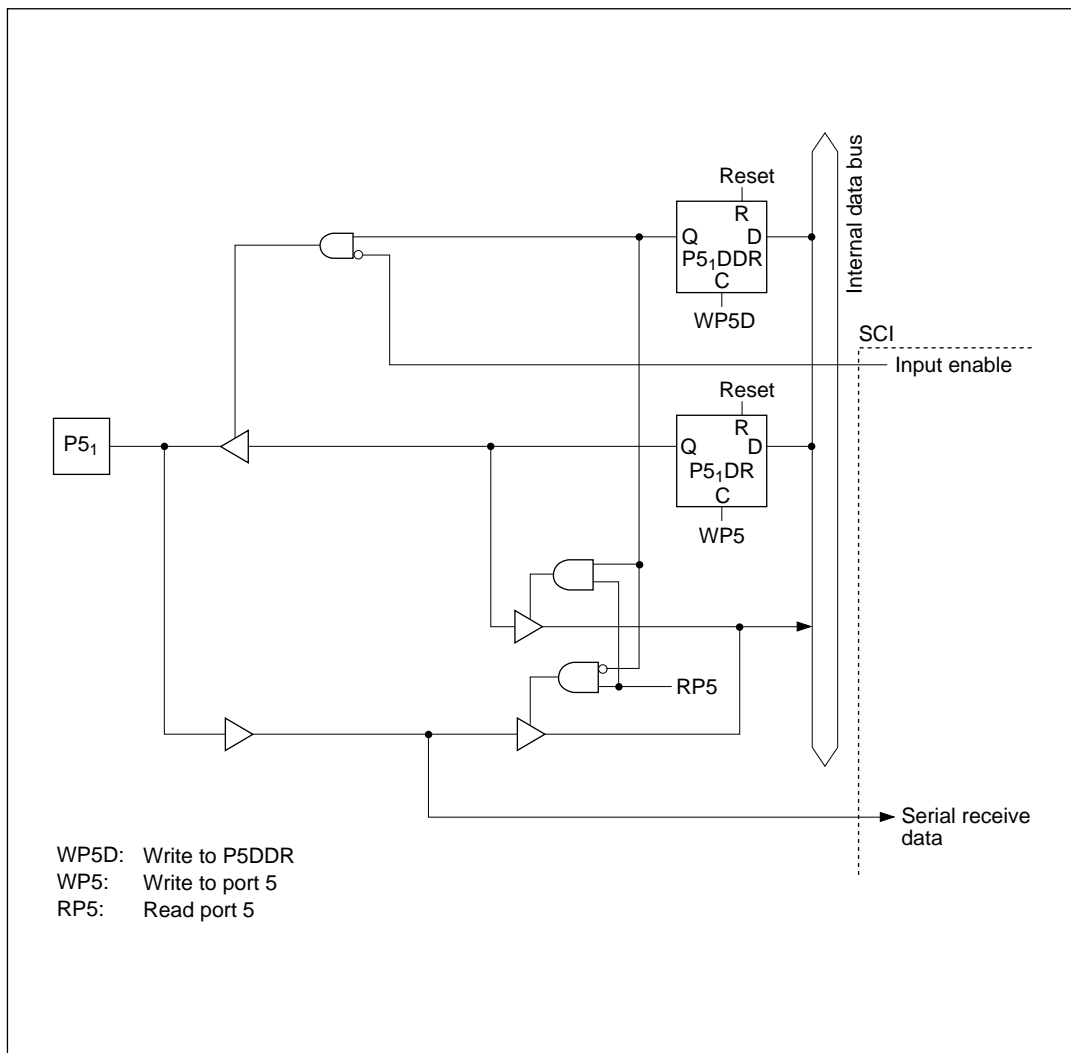 Reset
R
Q D
P5₁DDR
C
WP5D
Internal data bus
SCI
Input enable
Reset
R
P5₁
Q D
P5₁DR
C
WP5
RP5
Serial receive
data
WP5D: Write to P5DDR
WP5: Write to port 5
RP5: Read port 5